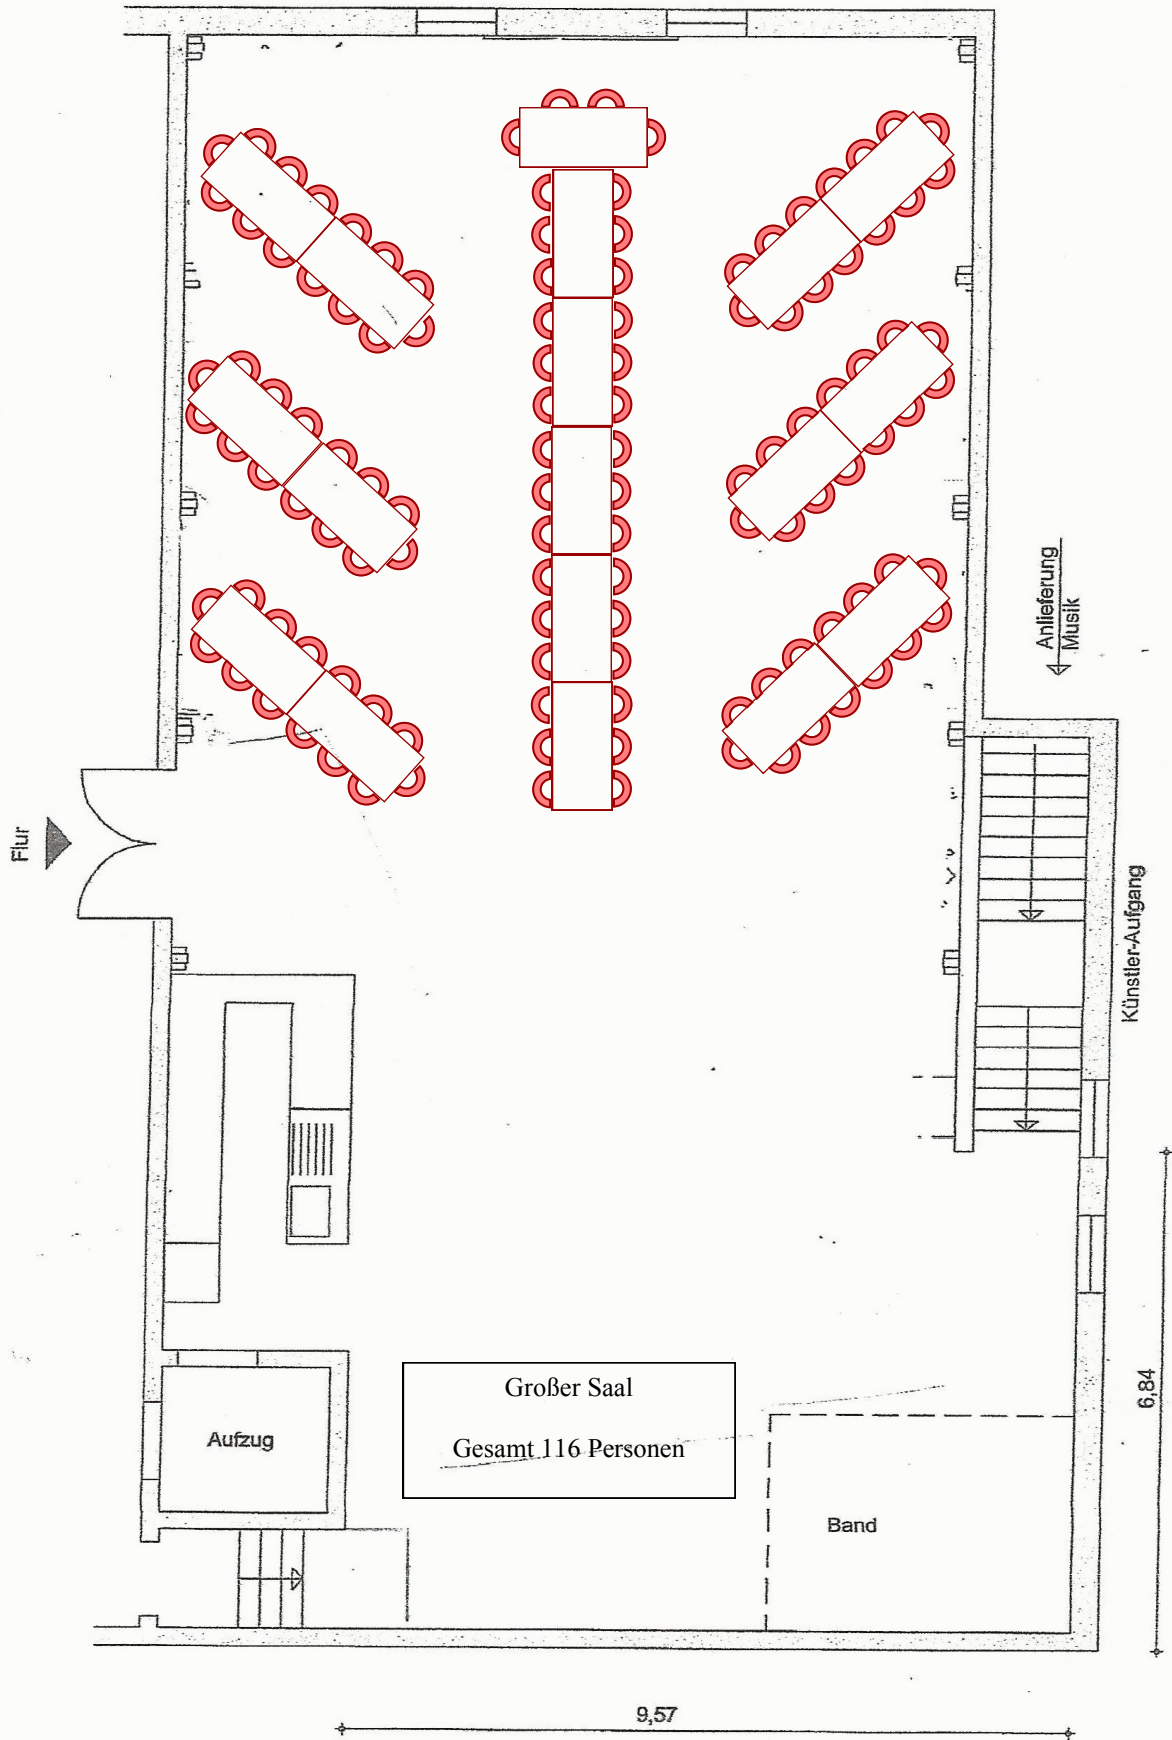 Anlieferung
Musik
Flur
Künstler-Aufgang
Großer Saal
Gesamt 116 Personen
6,84
Aufzug
Band
9,57